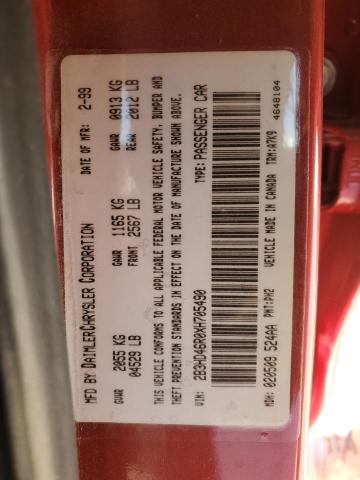 MFD BY DAIMLERCHRYSLER CORPORATION DATE OF MFR: 2-99
GVWR 2055 KG 04529 LB GAWR FRONT 1165 KG 2567 LB GAWR REAR 0913 KG 2012 LB
THIS VEHICLE CONFORMS TO ALL APPLICABLE FEDERAL MOTOR VEHICLE SAFETY, BUMPER AND
THEFT PREVENTION STANDARDS IN EFFECT ON THE DATE OF MANUFACTURE SHOWN ABOVE.
VIN: 2B3HD46R0XH705490 TYPE: PASSENGER CAR
MDH: 020509 524AA PNT: PH2 VEHICLE MADE IN CANADA TRM: A7K9 4648104